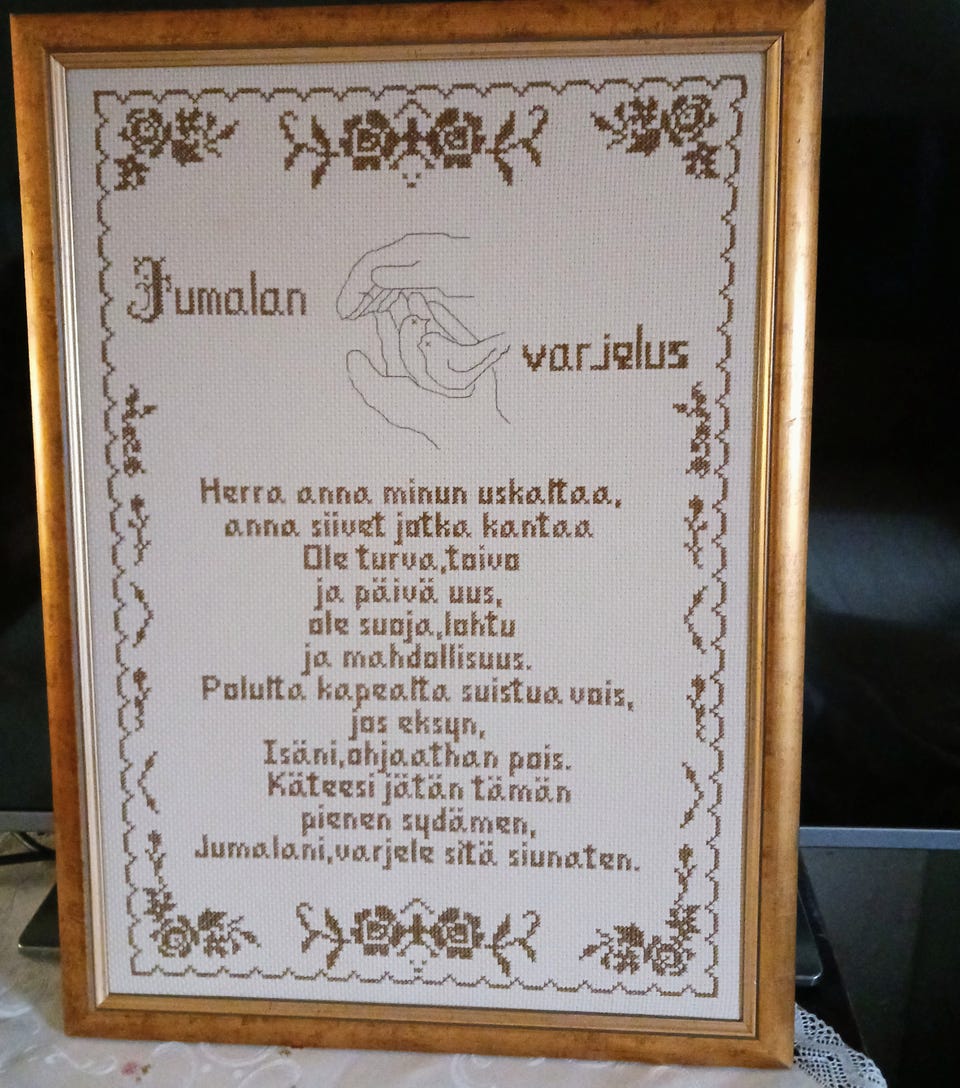 Jumalan
varjelus
Herra anna minun uskaltaa,
anna siivet jotka kantaa
Ole turva,toivo
ja päivä uus,
ole suoja,lohtu
ja mahdollisuus.
Polulta kapealta suistua vois,
jos eksyn,
Isäni,ohjaathan pois.
Käteesi jätän tämän
pienen sydämen,
Jumalani,varjele sitä siunaten.